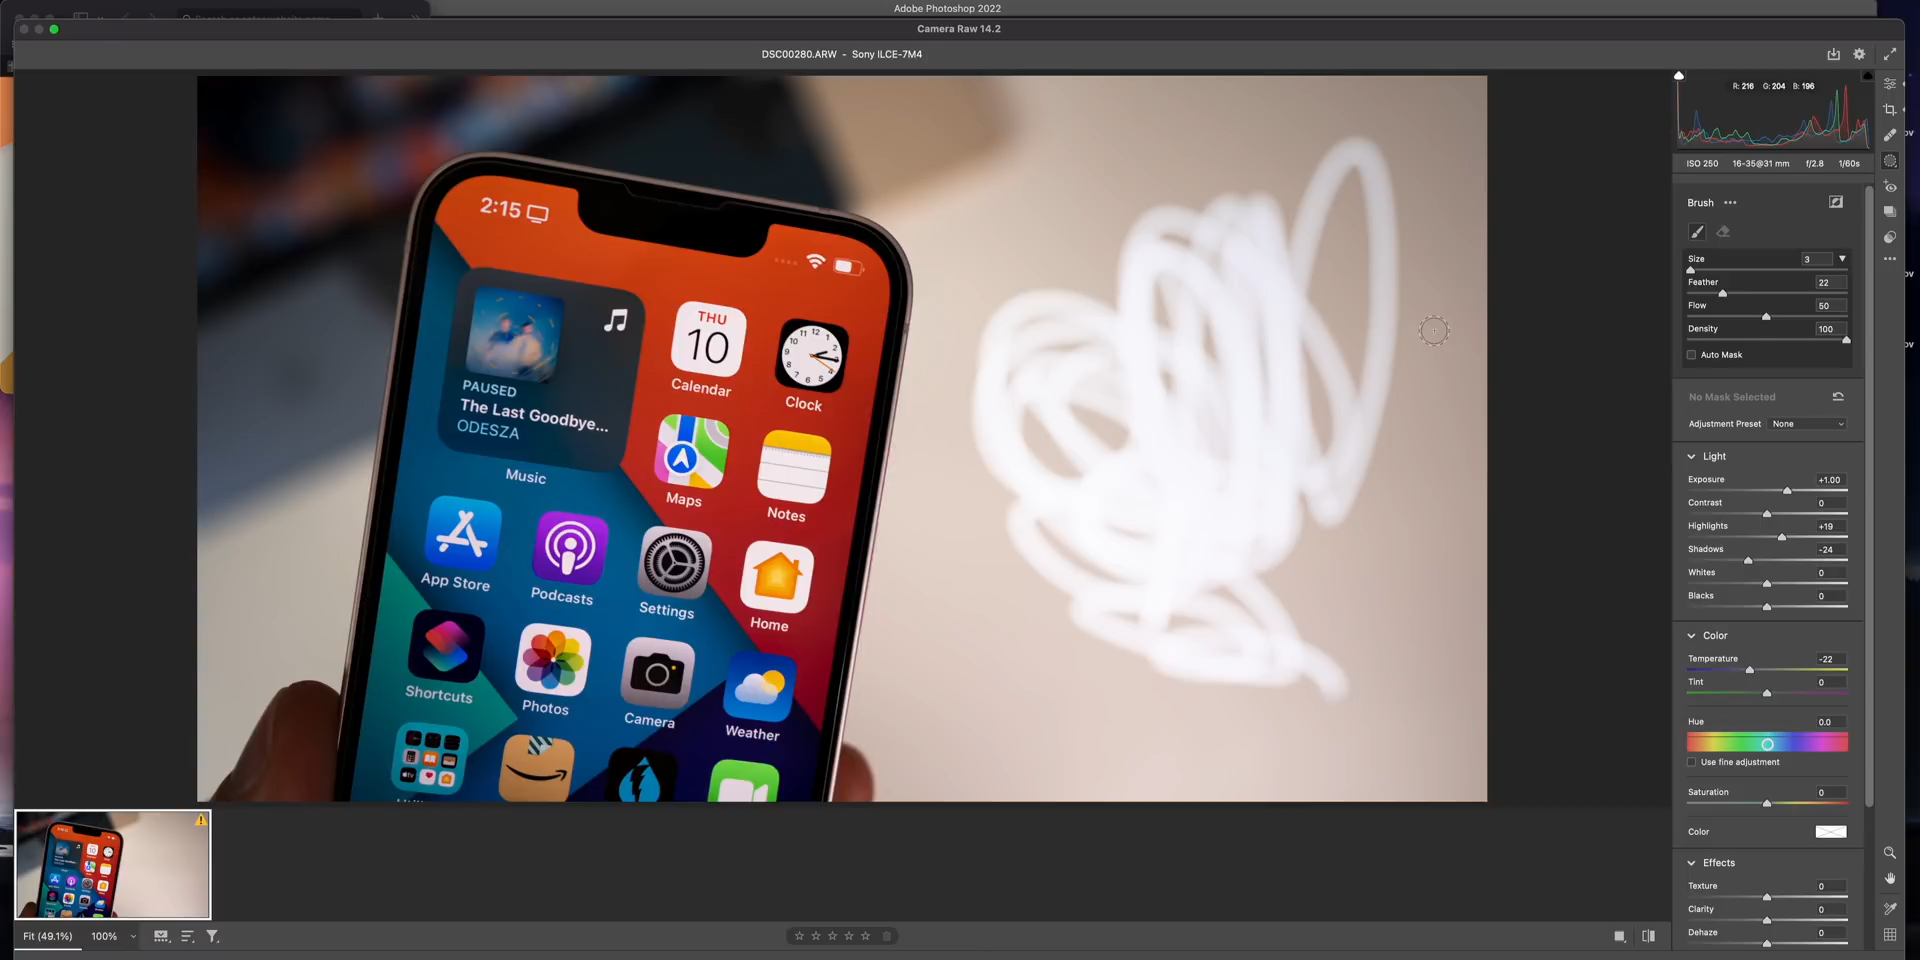 Adobe Photoshop 2022
Camera Raw 14.2
DSC00280.ARW - Sony ILCE-7M4
R: 216 G: 204 B: 196
ISO 250 16-35@31 mm f/2.8 1/60s
Brush
Size 3
Feather 22
Flow 50
Density 100
Auto Mask
No Mask Selected
Adjustment Preset None
Light
Exposure +1.00
Contrast 0
Highlights +19
Shadows -24
Whites 0
Blacks 0
Color
Temperature -22
Tint 0
Hue 0.0
Use fine adjustment
Saturation 0
Color
Effects
Texture 0
Clarity 0
Dehaze 0
2:15
THU
10
Calendar
Clock
PAUSED
The Last Goodbye...
ODESZA
Music
Maps
Notes
App Store
Podcasts
Settings
Home
Shortcuts
Photos
Camera
Weather
Fit (49.1%) 100%